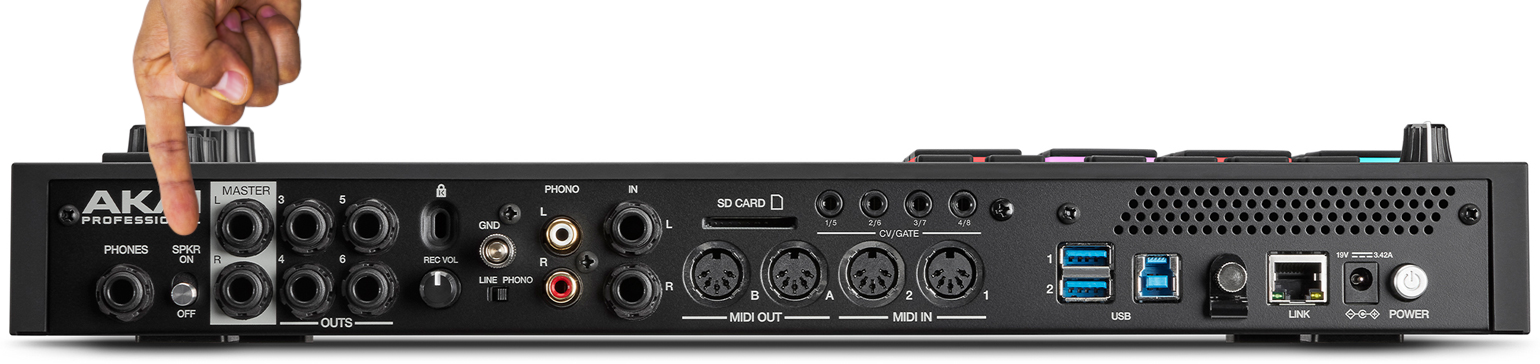 AKAI
PROFESSIONAL
PHONES
SPKR
ON
OFF
MASTER
L
R
3
5
4
6
OUTS
REC VOL
GND
LINE PHONO
PHONO
L
R
IN
L
R
SD CARD
1/5
2/6
3/7
4/8
CV/GATE
B
A
MIDI OUT
2
1
MIDI IN
1
2
USB
LINK
19V
3.42A
POWER